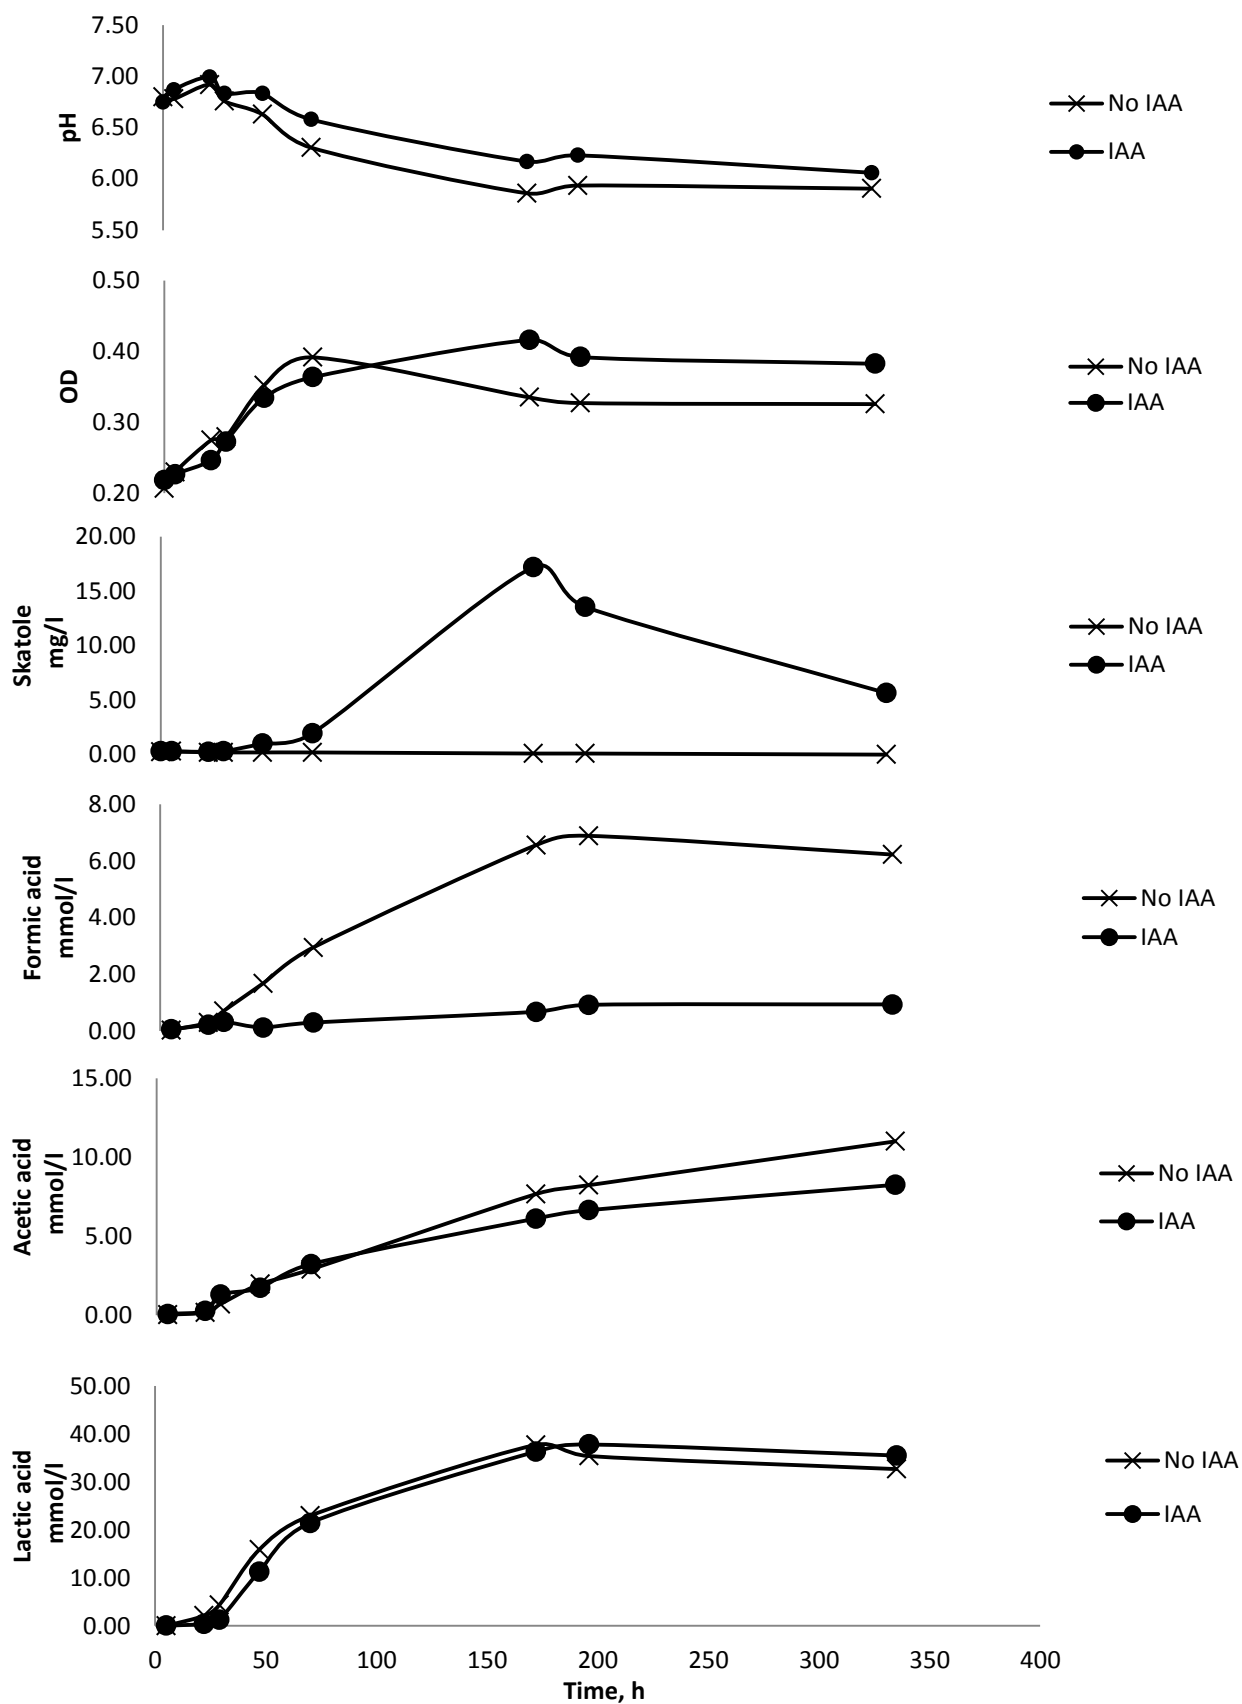 7.50
7.00
6.50
6.00
5.50
pH
No IAA
IAA
0.50
0.40
0.30
0.20
OD
No IAA
IAA
20.00
15.00
10.00
5.00
0.00
Skatole
mg/l
No IAA
IAA
8.00
6.00
4.00
2.00
0.00
Formic acid
mmol/l
No IAA
IAA
15.00
10.00
5.00
0.00
Acetic acid
mmol/l
No IAA
IAA
50.00
40.00
30.00
20.00
10.00
0.00
Lactic acid
mmol/l
No IAA
IAA
0 50 100 150 200 250 300 350 400
Time, h